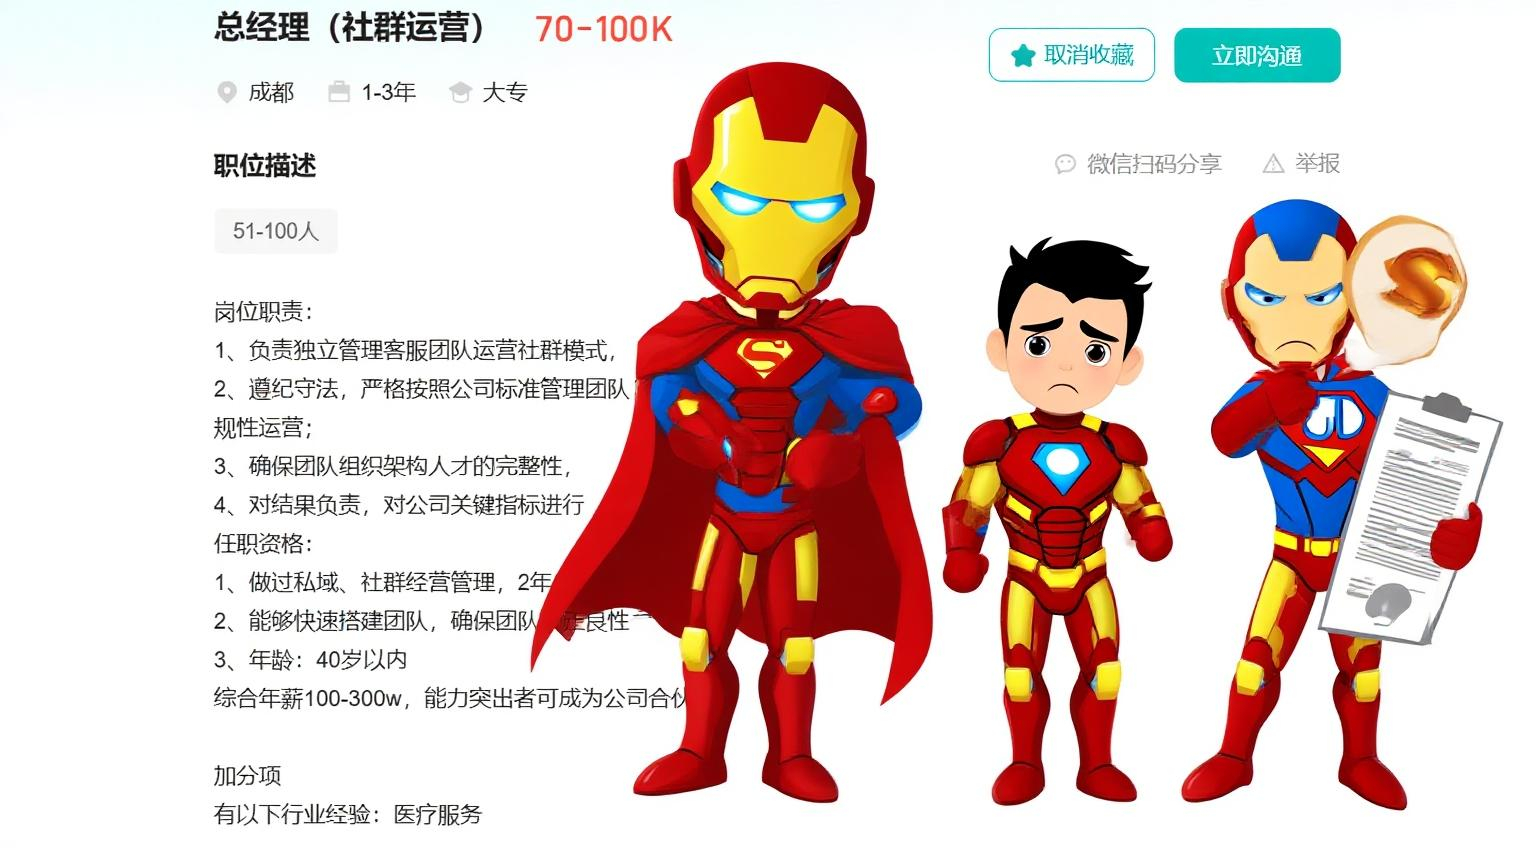 总经理（社群运营） 70-100K
取消收藏 立即沟通
成都 1-3年 大专
职位描述
微信扫码分享 举报
51-100人
岗位职责：
1、负责独立管理客服团队运营社群模式，
2、遵纪守法，严格按照公司标准管理团队
规性运营；
3、确保团队组织架构人才的完整性，
4、对结果负责，对公司关键指标进行
任职资格：
1、做过私域、社群经营管理，2年
2、能够快速搭建团队，确保团队 良性
3、年龄：40岁以内
综合年薪100-300w，能力突出者可成为公司合伙
加分项
有以下行业经验：医疗服务
S
S